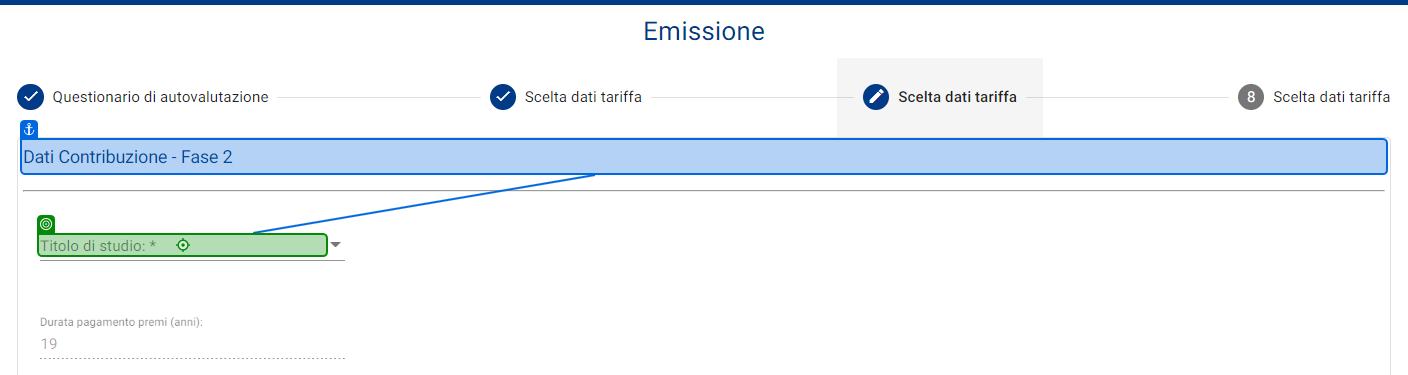 Emissione
Questionario di autovalutazione
Scelta dati tariffa
Scelta dati tariffa
8 Scelta dati tariffa
Dati Contribuzione - Fase 2
Titolo di studio: *
Durata pagamento premi (anni):
19